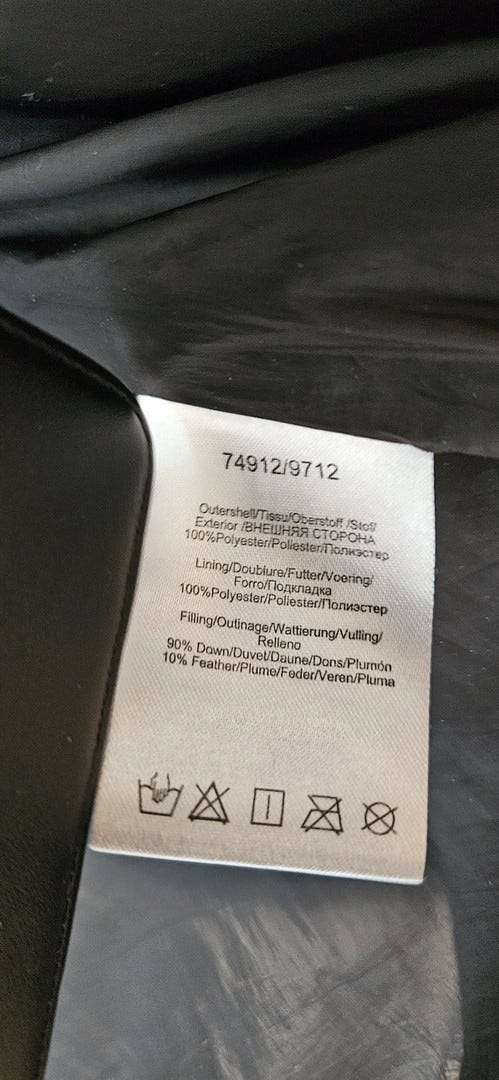 74912/9712
Outershell/Tissu/Oberstoff /Stof/
Exterior /ВНЕШНЯЯ СТОРОНА
100%Polyester/Poliester/Полиэстер
Lining/Doublure/Futter/Voering/
Forro/Подкладка
100%Polyester/Poliester/Полиэстер
Filling/Outinage/Wattierung/Vulling/
Relleno
90% Down/Duvet/Daune/Dons/Plumón
10% Feather/Plume/Feder/Veren/Pluma